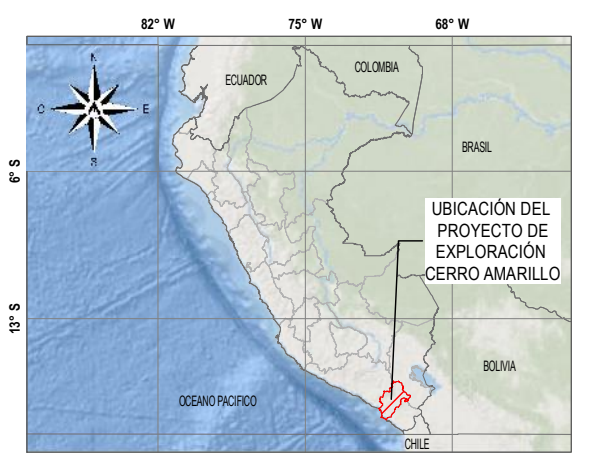 82° W
75° W
68° W
N
O
E
S
ECUADOR
COLOMBIA
BRASIL
6° S
UBICACIÓN DEL
PROYECTO DE
EXPLORACIÓN
CERRO AMARILLO
13° S
BOLIVIA
OCEANO PACIFICO
CHILE